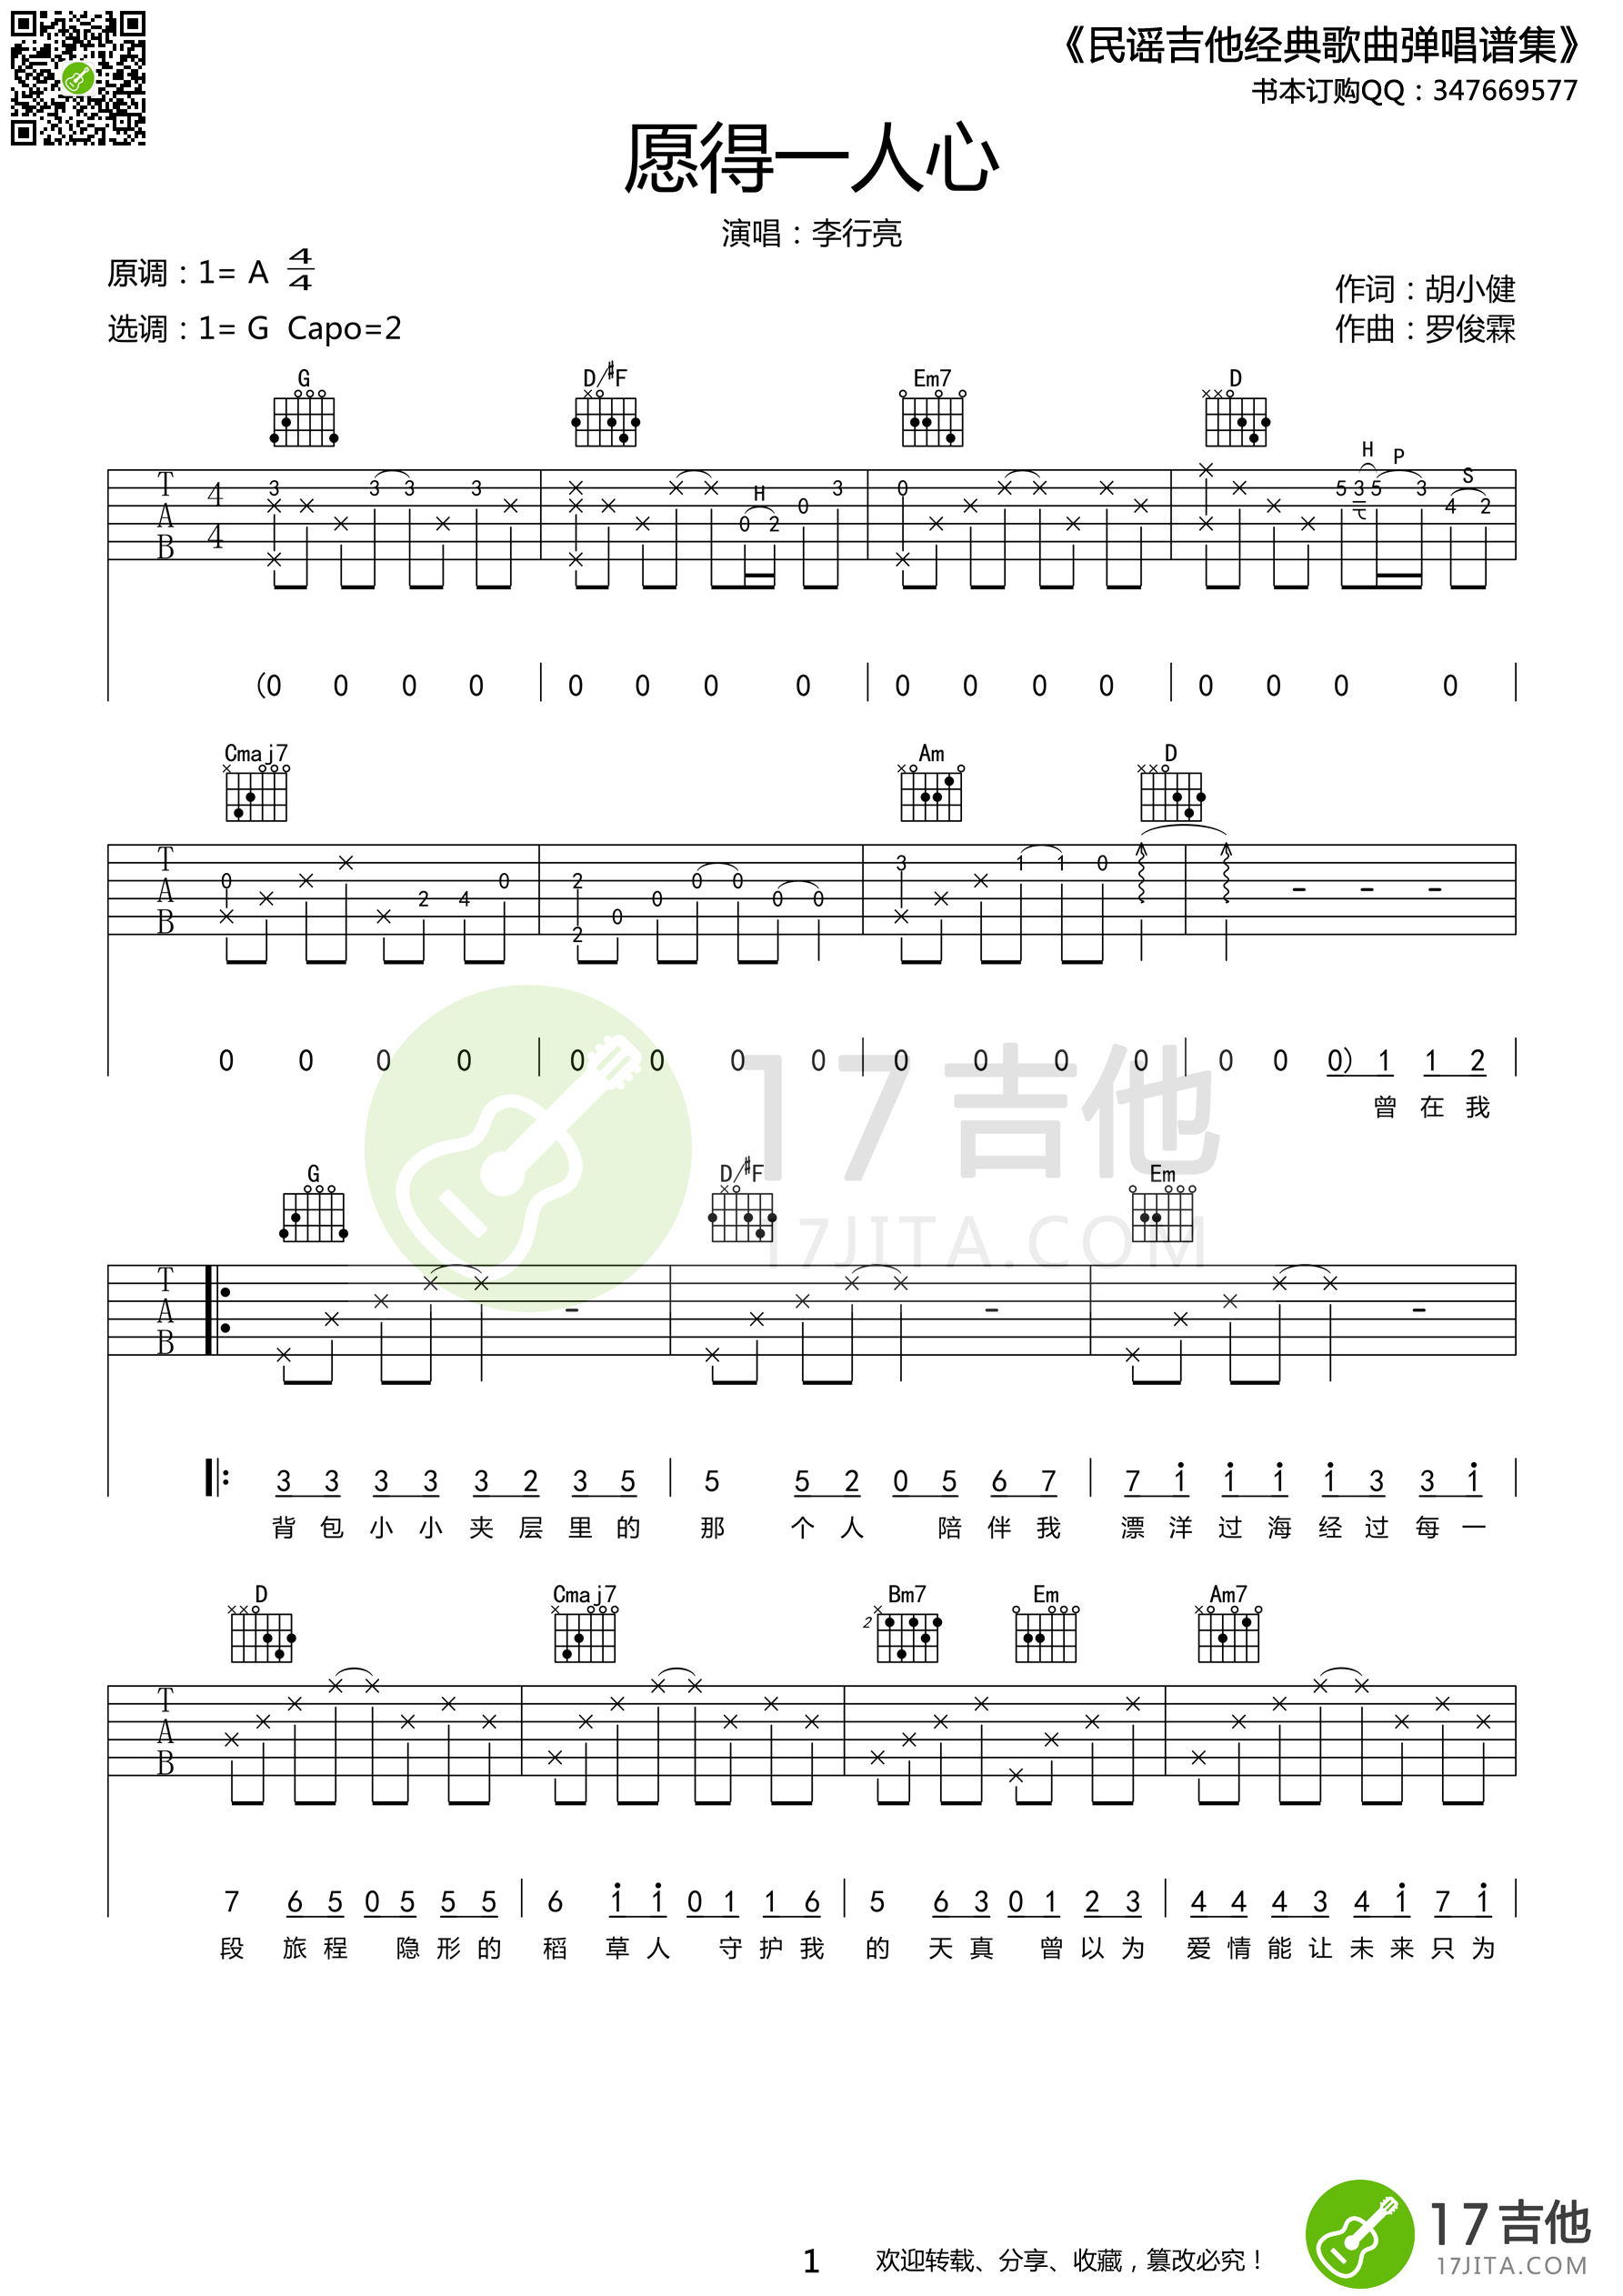 《民谣吉他经典歌曲弹唱谱集》
书本订购QQ：347669577
愿得一人心
演唱：李行亮
原调：1= A 4/4
选调：1= G Capo=2
作词：胡小健
作曲：罗俊霖
G D/#F Em7 D
H H P S
T A B 4 4 3 3 3 3 0 2 0 3 0 5 3 5 3 4 2
(0 0 0 0 0 0 0 0 0 0 0 0 0 0 0 0
Cmaj7 Am D
T A B 0 2 4 0 2 2 0 0 0 0 0 0 3 1 1 0
0 0 0 0 0 0 0 0 0 0 0 0 0 0 0) 1 1 2
曾 在 我
17吉他
17JITA.COM
G D/#F Em
T A B
3 3 3 3 3 2 3 5 5 5 2 0 5 6 7 7 i i i i 3 3 i
背 包 小 小 夹 层 里 的 那 个 人 陪 伴 我 漂 洋 过 海 经 过 每 一
D Cmaj7 Bm7 Em Am7
2
T A B
7 6 5 0 5 5 5 6 i i 0 1 1 6 5 6 3 0 1 2 3 4 4 4 3 4 i 7 i
段 旅 程 隐 形 的 稻 草 人 守 护 我 的 天 真 曾 以 为 爱 情 能 让 未 来 只 为
1 欢迎转载、分享、收藏，篡改必究！
17吉他
17JITA.COM